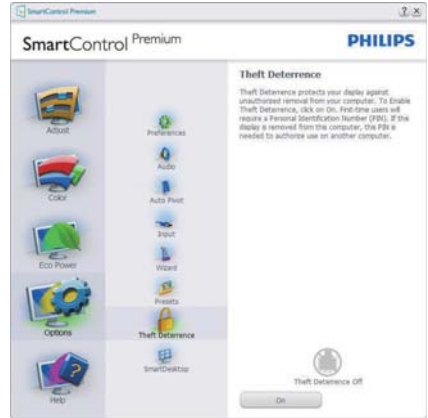 SmartControl Premium
SmartControl Premium
PHILIPS
Adjust
Color
Eco Power
Options
Help
Preferences
Audio
Auto Pivot
Input
Wizard
Presets
Theft Deterrence
SmartDesktop
Theft Deterrence
Theft Deterrence protects your display against
unauthorized removal from your computer. To Enable
Theft Deterrence, click on On. First-time users will
require a Personal Identification Number (PIN). If the
display is removed from this computer, this PIN is
needed to authorize use on another computer.
Theft Deterrence Off
On